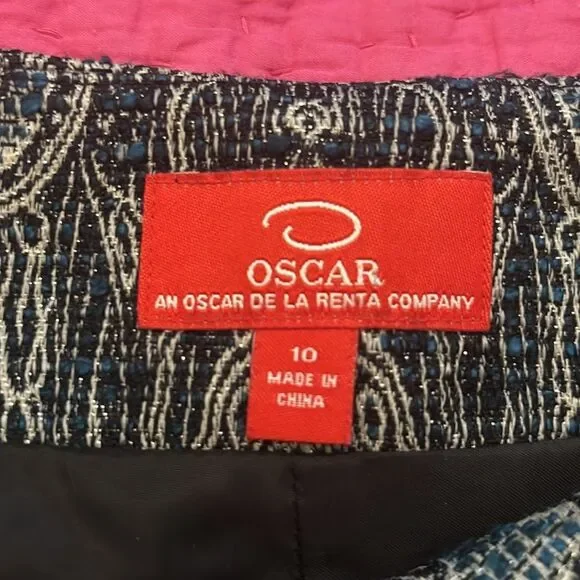 OSCAR
AN OSCAR DE LA RENTA COMPANY
10
MADE IN
CHINA